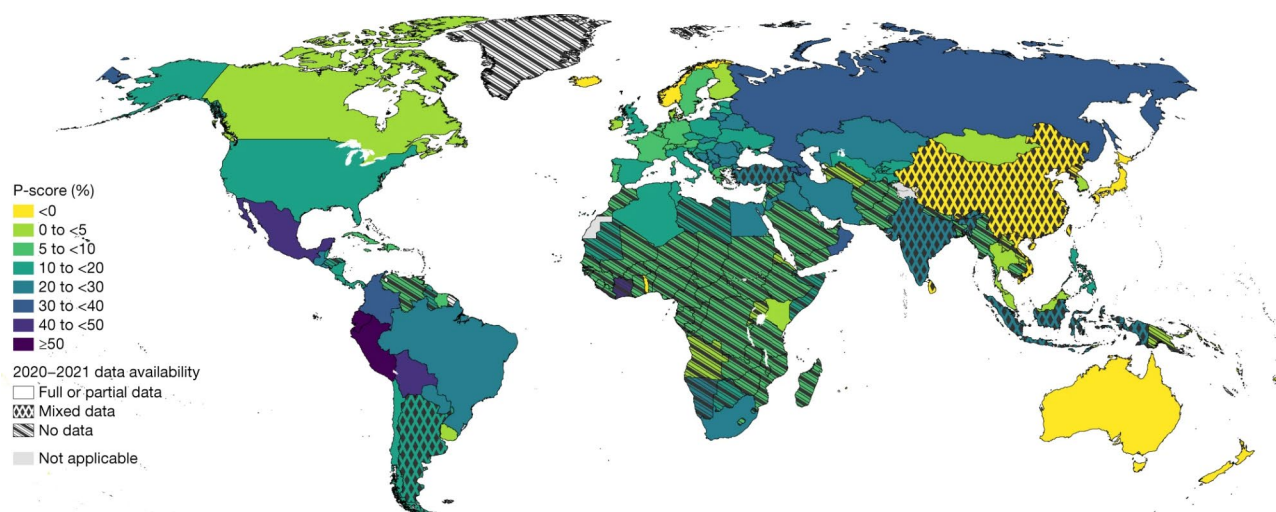 P-score (%)
<0
0 to <5
5 to <10
10 to <20
20 to <30
30 to <40
40 to <50
≥50
2020–2021 data availability
Full or partial data
Mixed data
No data
Not applicable